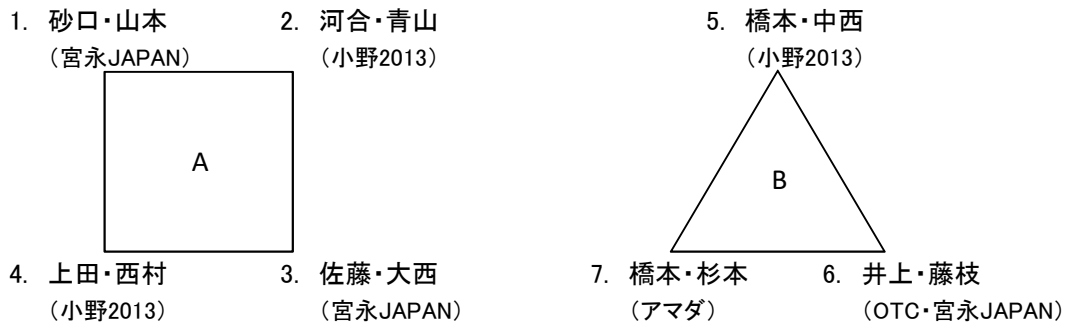 1. 砂口・山本 2. 河合・青山 5. 橋本・中西
（宮永JAPAN） （小野2013） （小野2013）
A B
4. 上田・西村 3. 佐藤・大西 7. 橋本・杉本 6. 井上・藤枝
（小野2013） （宮永JAPAN） （アマダ） （OTC・宮永JAPAN）